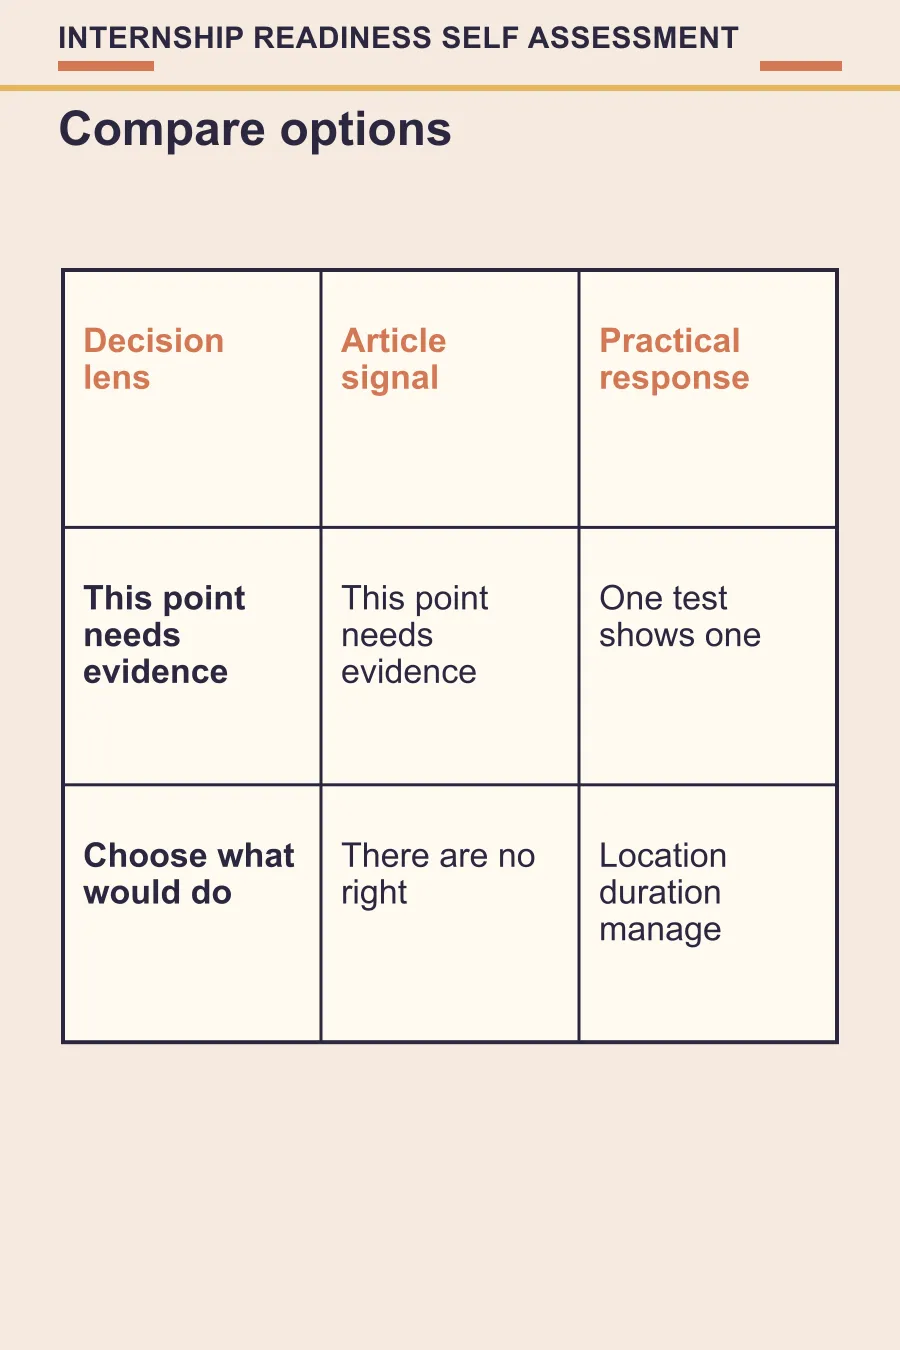 INTERNSHIP READINESS SELF ASSESSMENT
Compare options
Decision
lens
Article
signal
Practical
response
This point
needs
evidence
This point
needs
evidence
One test
shows one
Choose what
would do
There are no
right
Location
duration
manage